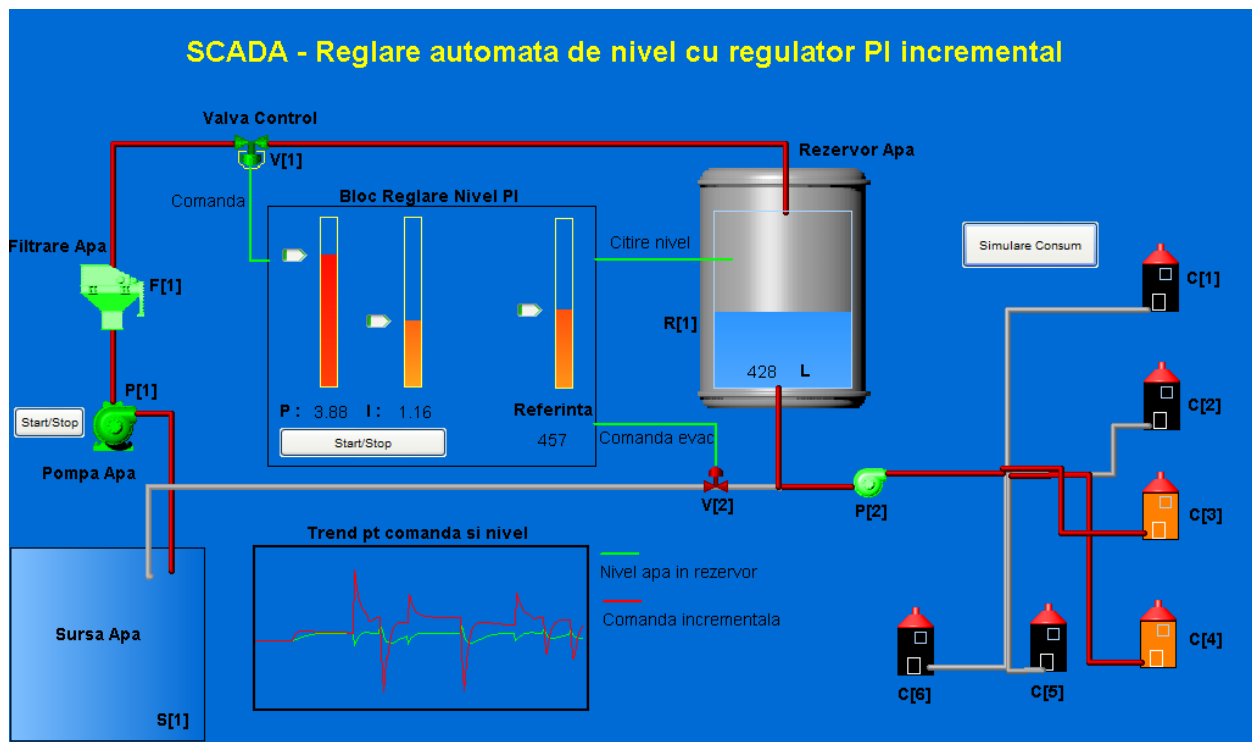 SCADA - Reglare automata de nivel cu regulator PI incremental
Valva Control
V[1]
Rezervor Apa
Comanda
Bloc Reglare Nivel PI
Filtrare Apa
Citire nivel
Simulare Consum
F[1]
C[1]
R[1]
428 L
P[1]
P : 3.88 I : 1.16
Referinta
C[2]
Start/Stop
Start/Stop
457
Comanda evac
Pompa Apa
V[2]
P[2]
C[3]
Trend pt comanda si nivel
Nivel apa in rezervor
Comanda incrementala
Sursa Apa
C[4]
C[6]
C[5]
S[1]